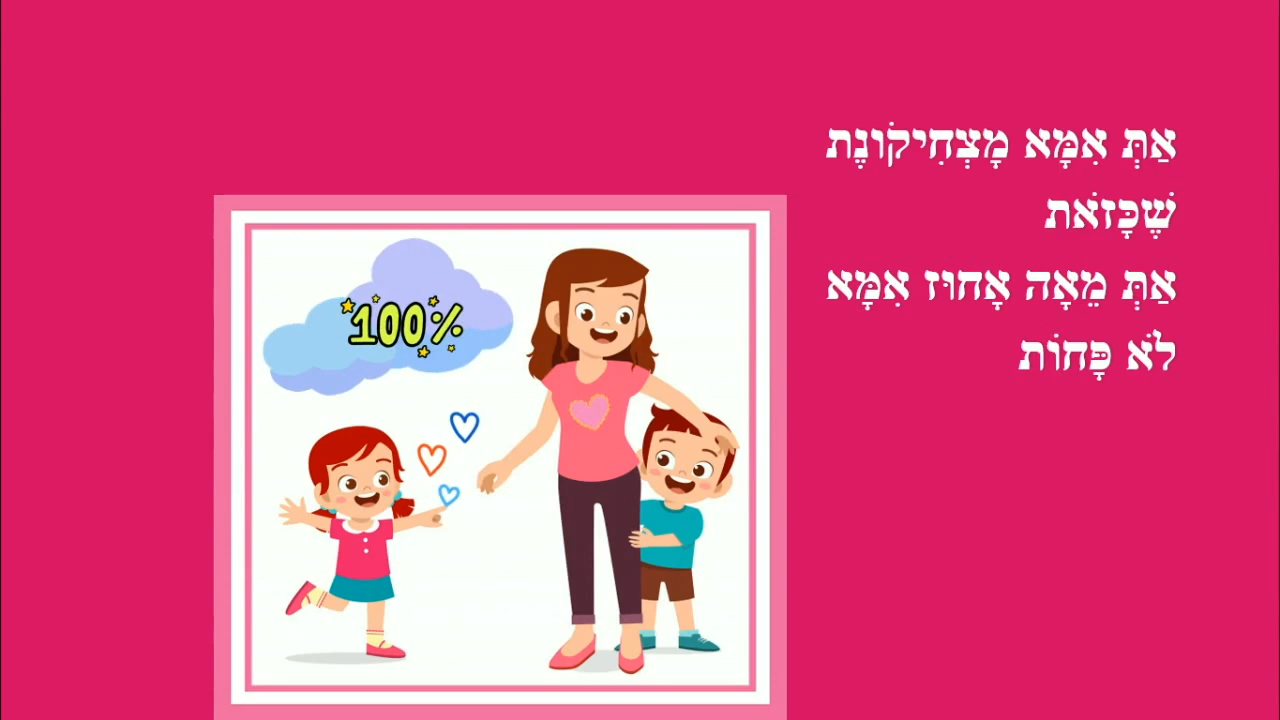 אַתְּ אִמָּא מָצְחִיקוֹנֶת
שֶׁכָּזֹאת
אַתְּ מֵאָה אָחוּז אִמָּא
לֹא פָּחוֹת
100%